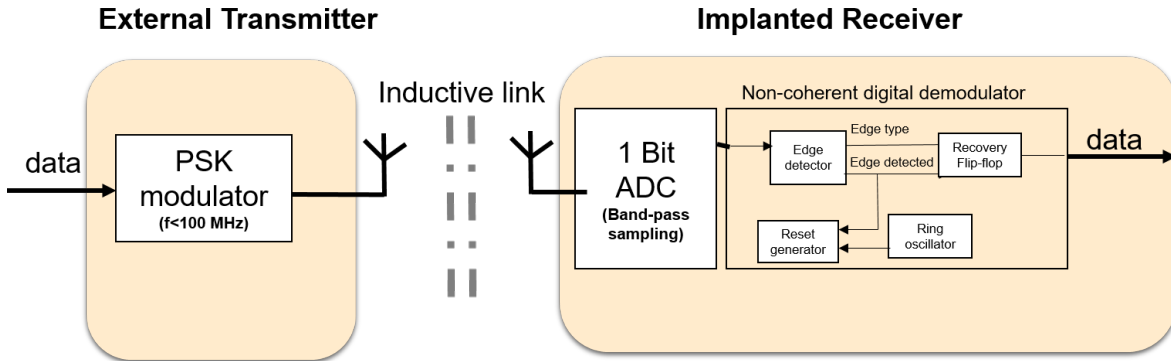 External Transmitter
Implanted Receiver
Inductive link
Non-coherent digital demodulator
data
PSK
modulator
(f<100 MHz)
1 Bit
ADC
(Band-pass
sampling)
Edge
detector
Edge type
Edge detected
Recovery
Flip-flop
data
Reset
generator
Ring
oscillator